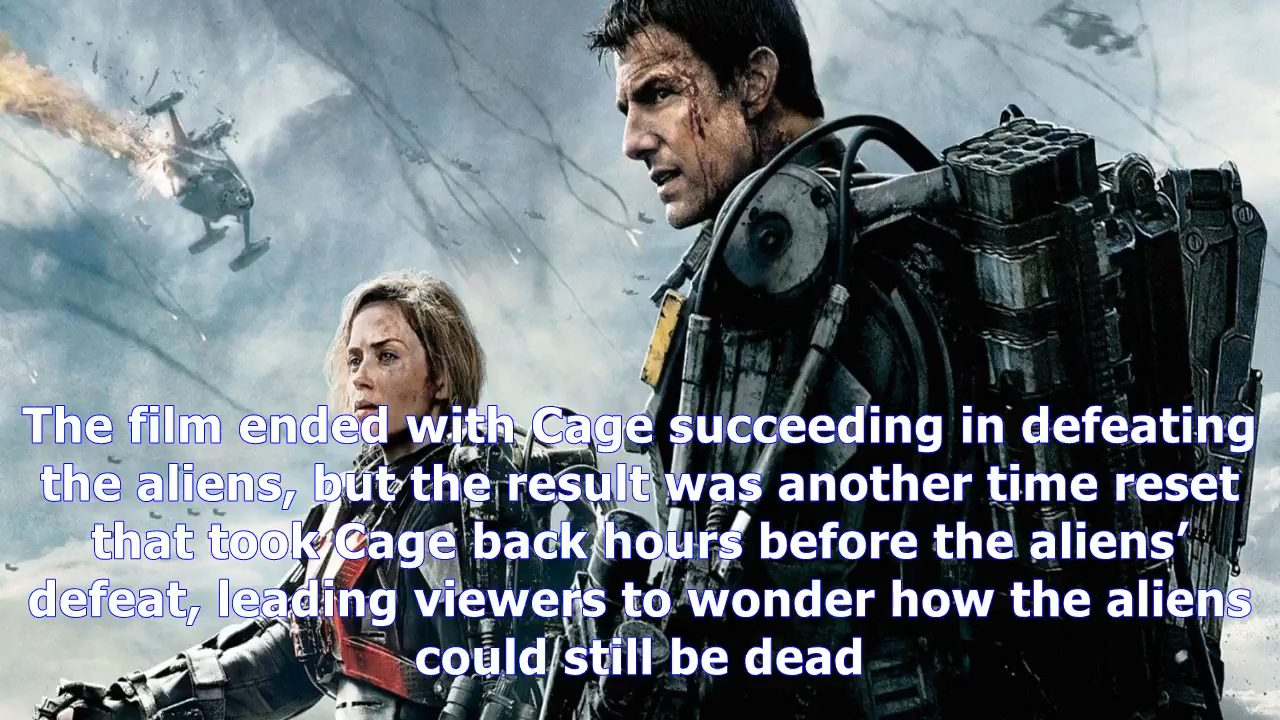 The film ended with Cage succeeding in defeating
the aliens, but the result was another time reset
that took Cage back hours before the aliens’
defeat, leading viewers to wonder how the aliens
could still be dead